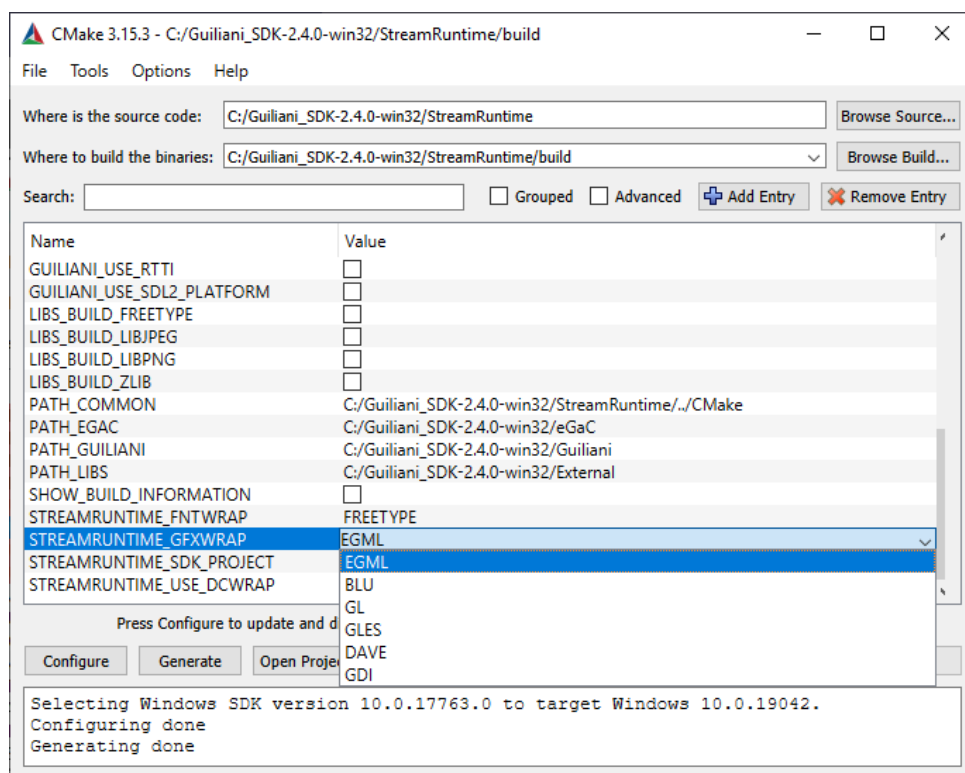 CMake 3.15.3 - C:/Guiliani_SDK-2.4.0-win32/StreamRuntime/build
File Tools Options Help
Where is the source code: C:/Guiliani_SDK-2.4.0-win32/StreamRuntime Browse Source...
Where to build the binaries: C:/Guiliani_SDK-2.4.0-win32/StreamRuntime/build Browse Build...
Search: Grouped Advanced Add Entry Remove Entry
Name Value
GUILIANI_USE_RTTI
GUILIANI_USE_SDL2_PLATFORM
LIBS_BUILD_FREETYPE
LIBS_BUILD_LIBJPEG
LIBS_BUILD_LIBPNG
LIBS_BUILD_ZLIB
PATH_COMMON C:/Guiliani_SDK-2.4.0-win32/StreamRuntime/../CMake
PATH_EGAC C:/Guiliani_SDK-2.4.0-win32/eGaC
PATH_GUILIANI C:/Guiliani_SDK-2.4.0-win32/Guiliani
PATH_LIBS C:/Guiliani_SDK-2.4.0-win32/External
SHOW_BUILD_INFORMATION
STREAMRUNTIME_FNTWRAP FREETYPE
STREAMRUNTIME_GFXWRAP EGML
STREAMRUNTIME_SDK_PROJECT EGML
STREAMRUNTIME_USE_DCWRAP BLU
GL
Press Configure to update and d
GLES
DAVE
Configure Generate Open Proje
GDI
Selecting Windows SDK version 10.0.17763.0 to target Windows 10.0.19042.
Configuring done
Generating done